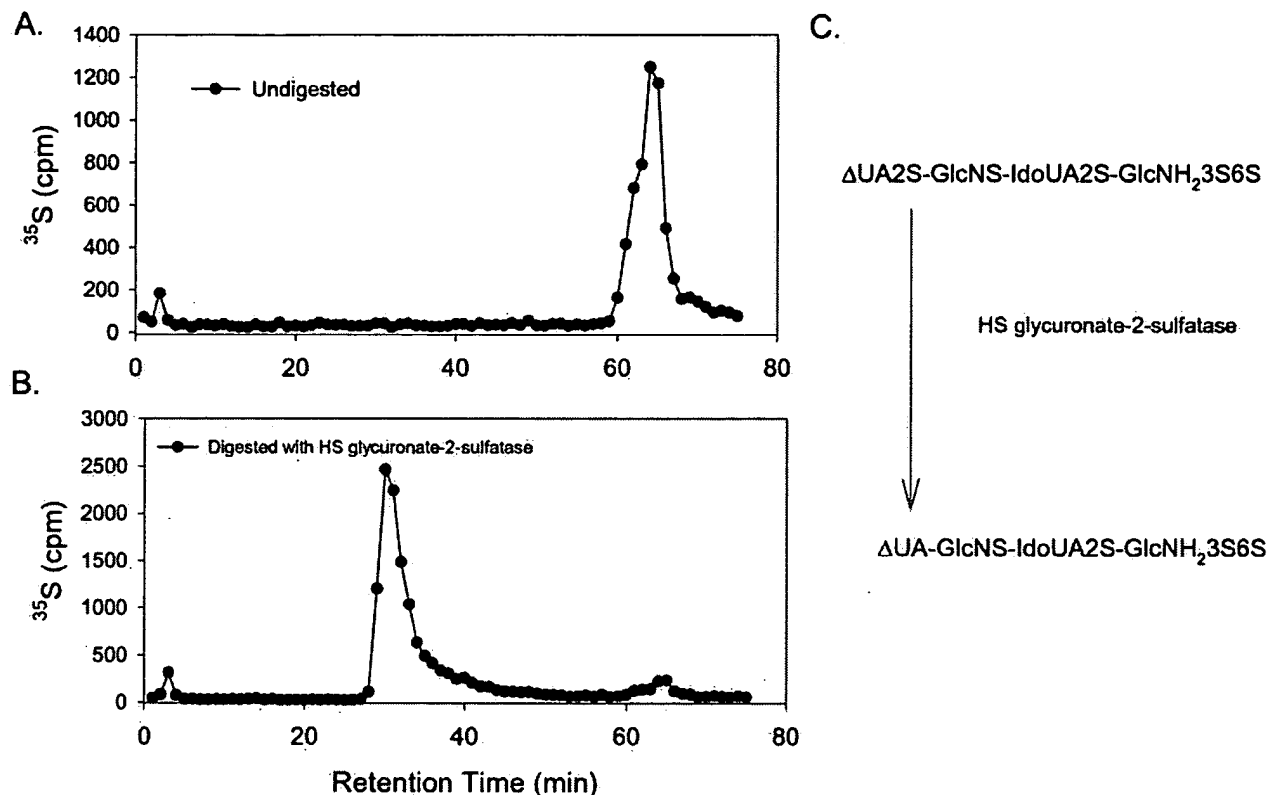 A.
1400
1200
1000
800
600
400
200
0
³⁵S (cpm)
Undigested
0 20 40 60 80
B.
3000
2500
2000
1500
1000
500
0
³⁵S (cpm)
Digested with HS glycuronate-2-sulfatase
0 20 40 60 80
Retention Time (min)
C.
ΔUA2S-GlcNS-IdoUA2S-GlcNH₂3S6S
HS glycuronate-2-sulfatase
ΔUA-GlcNS-IdoUA2S-GlcNH₂3S6S